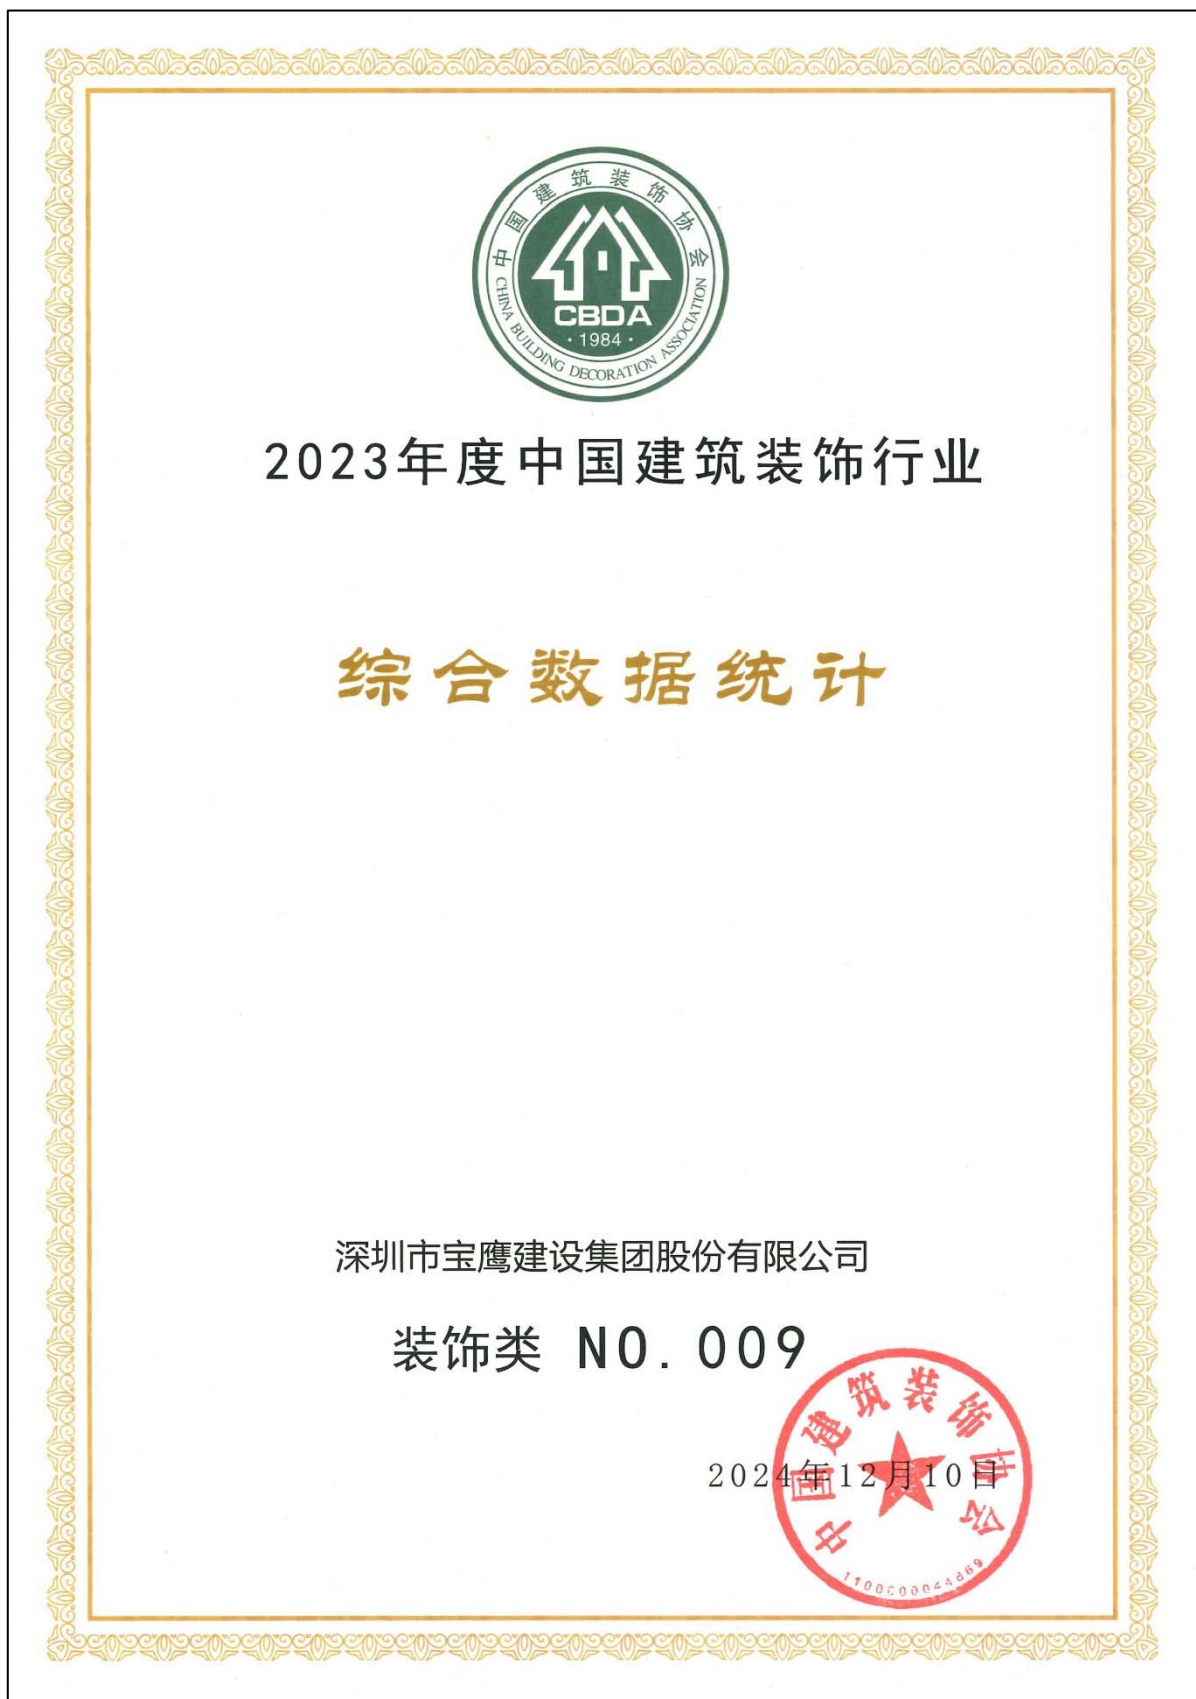 中国建筑装饰协会
CBDA
·1984·
CHINA BUILDING DECORATION ASSOCIATION
2023年度中国建筑装饰行业
综合数据统计
深圳市宝鹰建设集团股份有限公司
装饰类 NO.009
2024年12月10日
中国建筑装饰协会